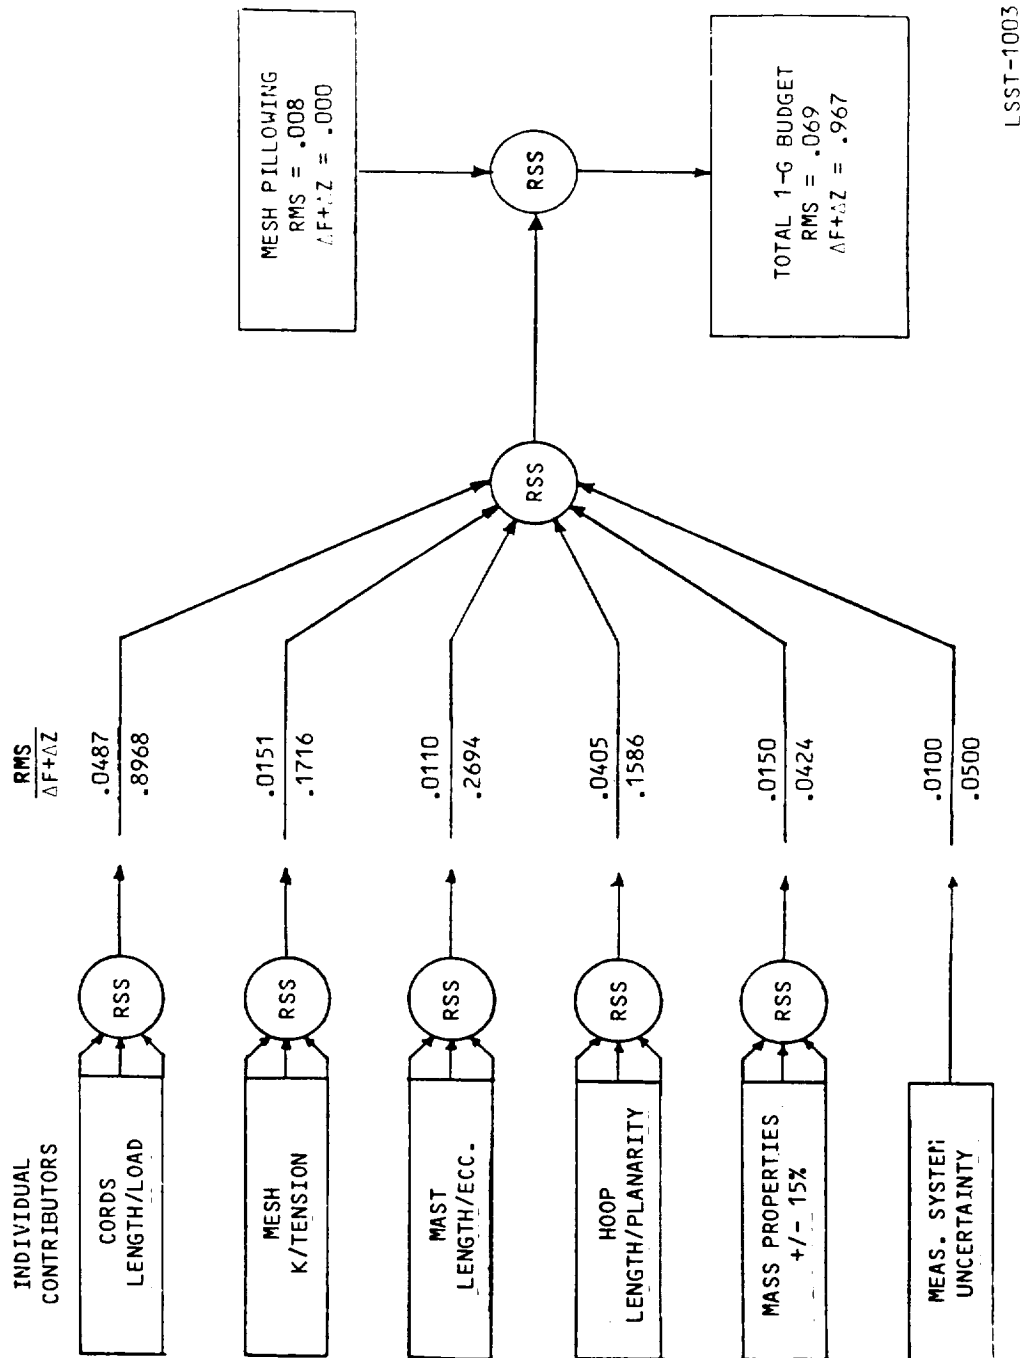 INDIVIDUAL
CONTRIBUTORS
RMS
ΔF+ΔZ
CORDS
LENGTH/LOAD
RSS
.0487
.8968
MESH
K/TENSION
RSS
.0151
.1716
MAST
LENGTH/ECC.
RSS
.0110
.2694
HOOP
LENGTH/PLANARITY
RSS
.0405
.1586
MASS PROPERTIES
+/- 15%
RSS
.0150
.0424
MEAS. SYSTEM
UNCERTAINTY
.0100
.0500
RSS
MESH PILLOWING
RMS = .008
ΔF+ΔZ = .000
RSS
TOTAL 1-G BUDGET
RMS = .069
ΔF+ΔZ = .967
LSST-1003